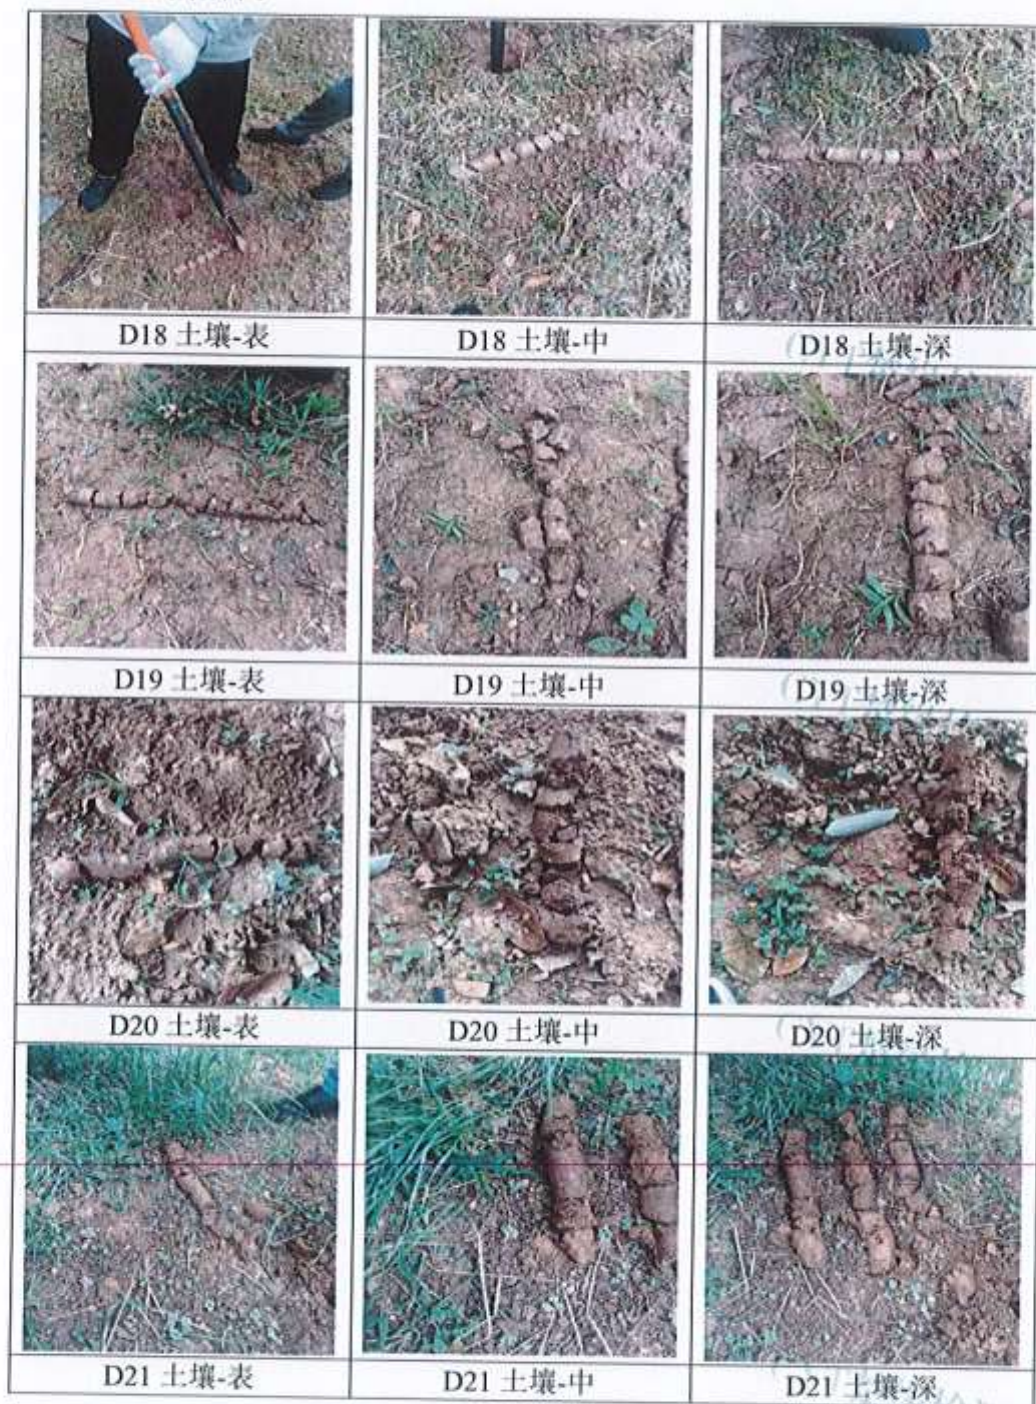 D18 土壤-表
D18 土壤-中
D18 土壤-深
D19 土壤-表
D19 土壤-中
D19 土壤-深
D20 土壤-表
D20 土壤-中
D20 土壤-深
D21 土壤-表
D21 土壤-中
D21 土壤-深